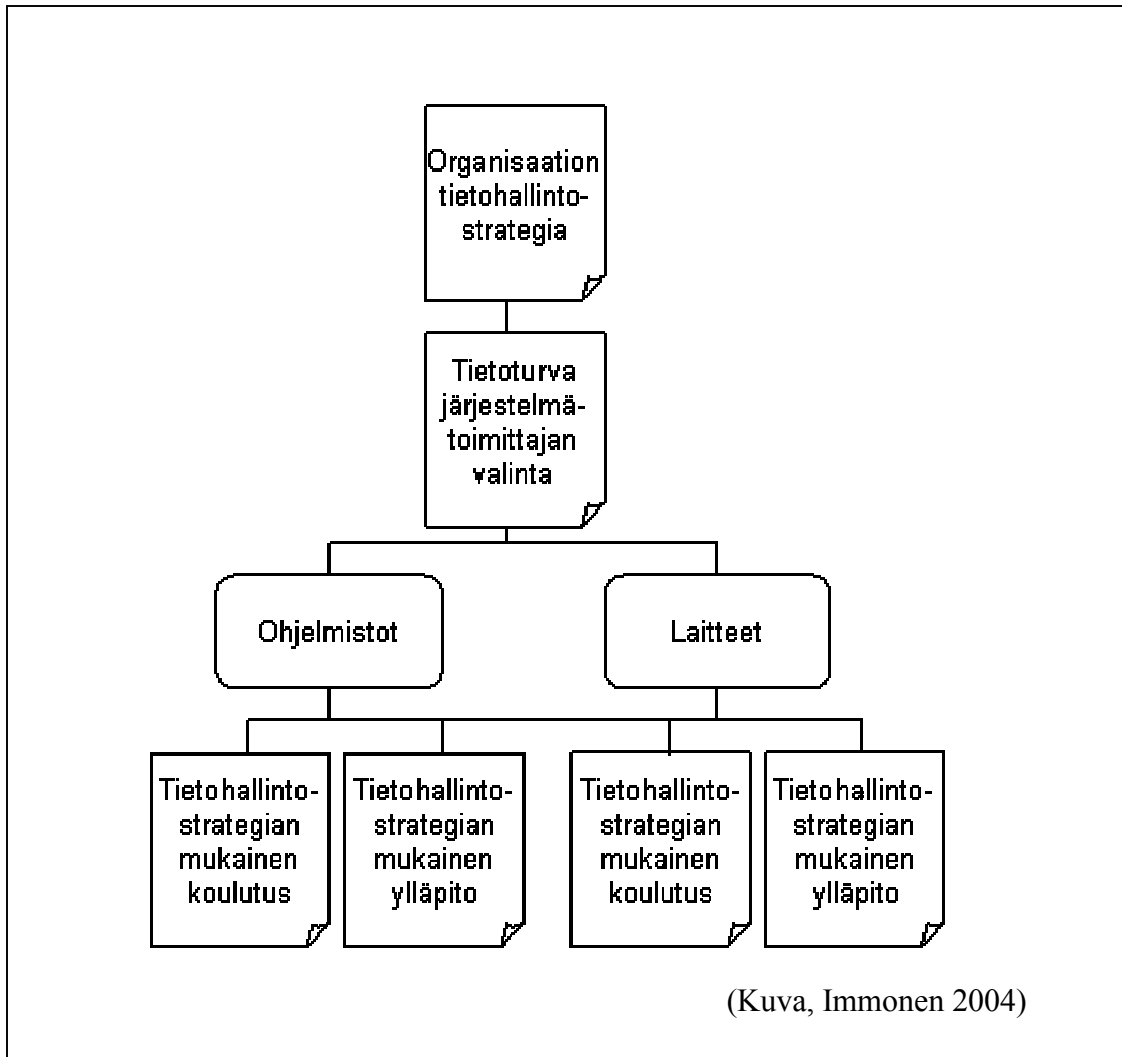 Organisaation
tietohallinto-
strategia
Tietoturva
järjestelmä-
toimittajan
valinta
Ohjelmistot
Laitteet
Tietohallinto-
strategian
mukainen
koulutus
Tietohallinto-
strategian
mukainen
ylläpito
Tietohallinto-
strategian
mukainen
koulutus
Tietohallinto-
strategian
mukainen
ylläpito
(Kuva, Immonen 2004)